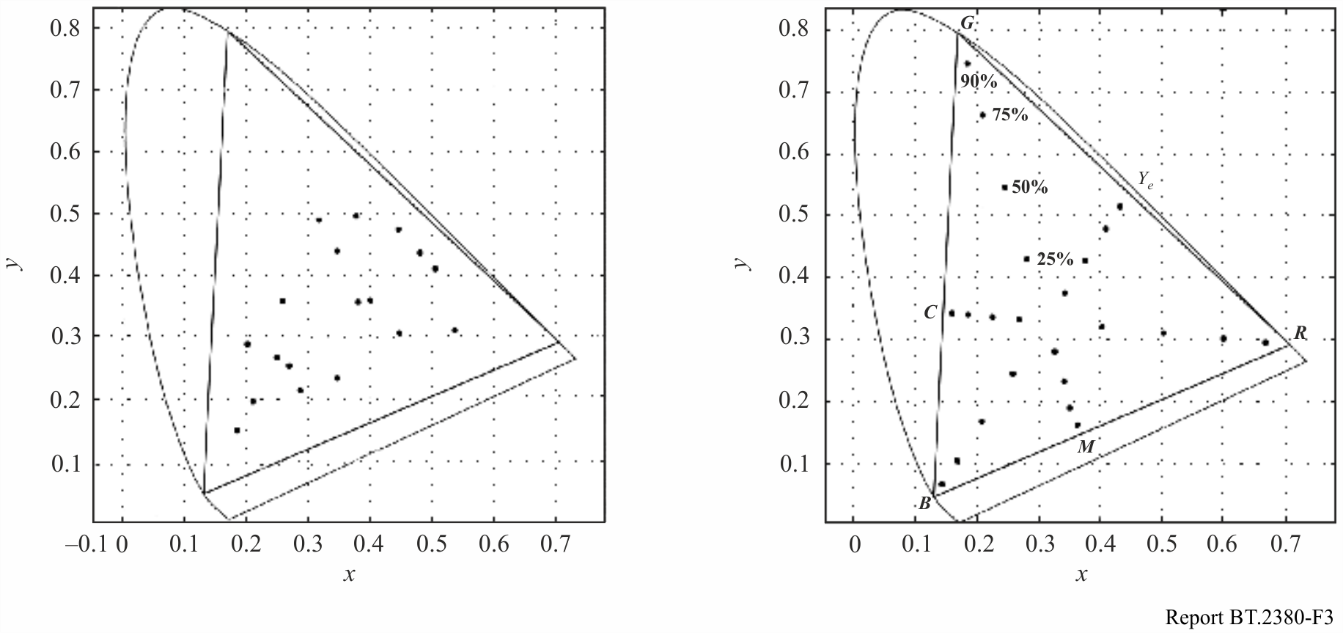 0.8
0.7
0.6
0.5
0.4
0.3
0.2
0.1
y
–0.1 0 0.1 0.2 0.3 0.4 0.5 0.6 0.7
x
0.8
0.7
0.6
0.5
0.4
0.3
0.2
0.1
y
G
90%
75%
Ye
50%
25%
C
R
M
B
0 0.1 0.2 0.3 0.4 0.5 0.6 0.7
x
Report BT.2380-F3